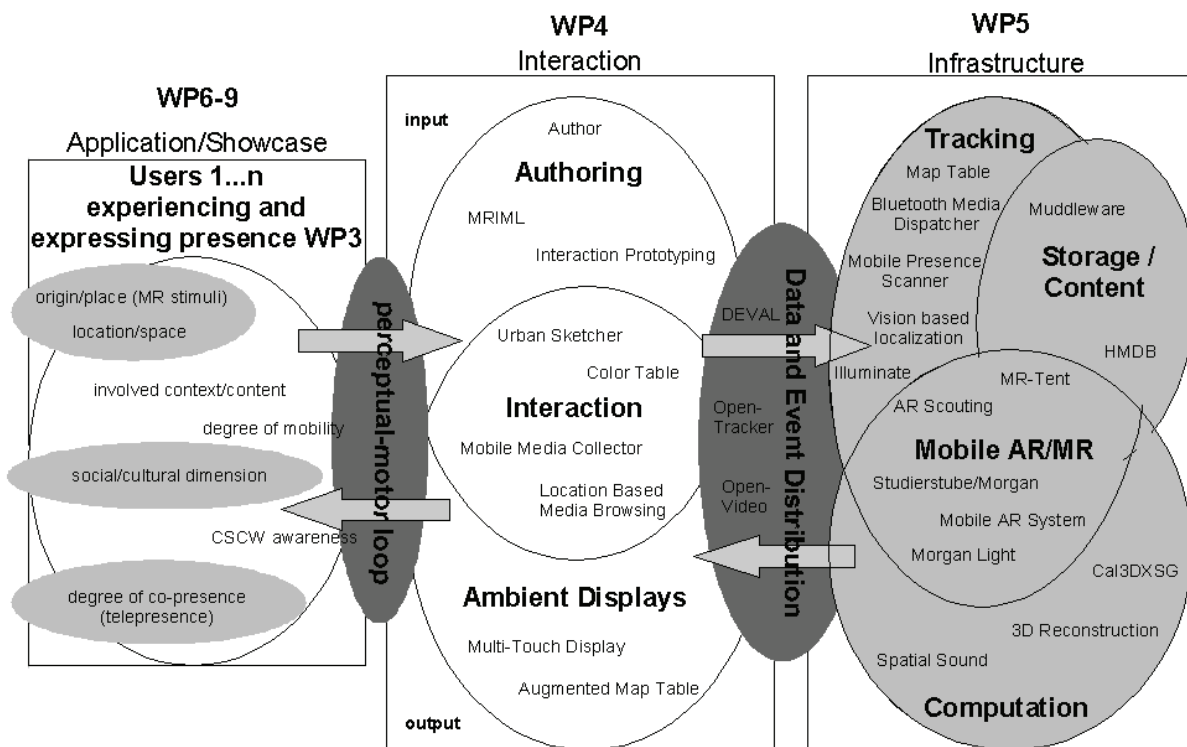 WP6-9
Application/Showcase
Users 1...n
experiencing and
expressing presence WP3
origin/place (MR stimuli)
location/space
involved context/content
degree of mobility
social/cultural dimension
CSCW awareness
degree of co-presence
(telepresence)
perceptual-motor loop
WP4
Interaction
input
Author
Authoring
MRIML
Interaction Prototyping
Urban Sketcher
Color Table
Interaction
Mobile Media Collector
Location Based
Media Browsing
Ambient Displays
Multi-Touch Display
Augmented Map Table
output
Data and Event Distribution
DEVAL
Open-
Tracker
Open-
Video
WP5
Infrastructure
Tracking
Map Table
Bluetooth Media
Dispatcher
Mobile Presence
Scanner
Vision based
localization
Illuminate
Muddleware
Storage /
Content
HMDB
MR-Tent
AR Scouting
Mobile AR/MR
Studierstube/Morgan
Mobile AR System
Morgan Light
Cal3DXSG
3D Reconstruction
Spatial Sound
Computation